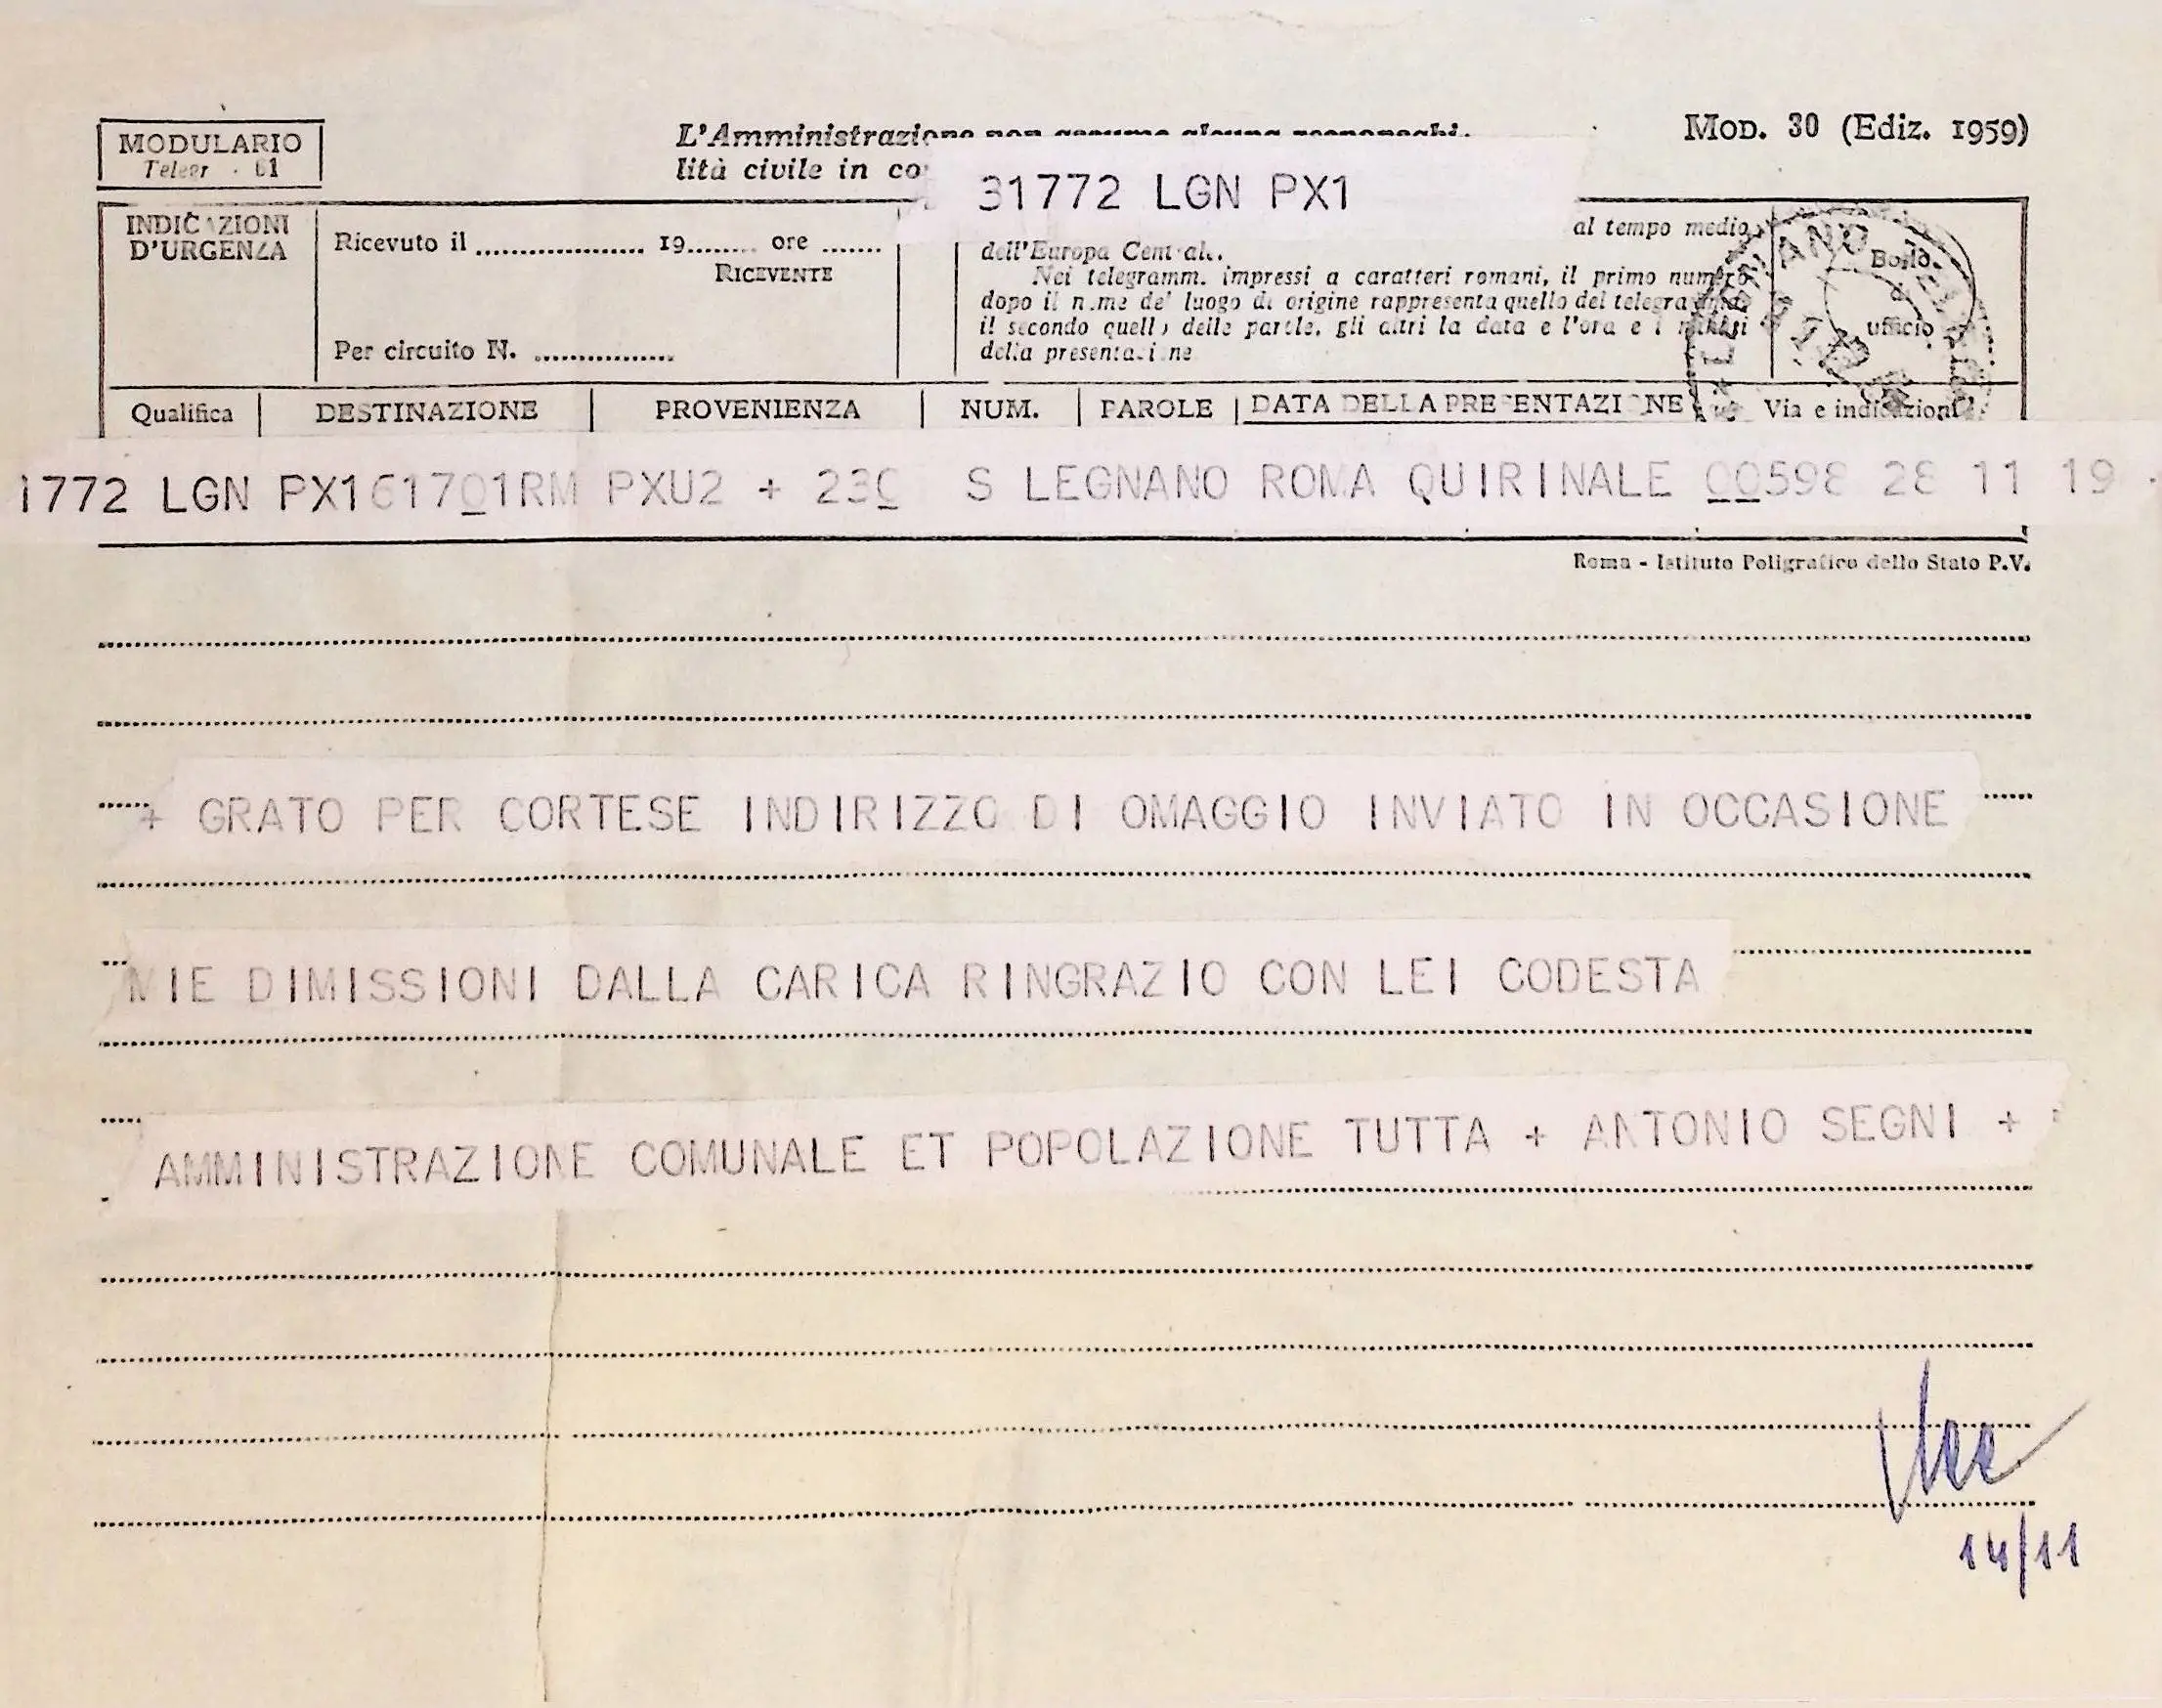 MODULARIO
Telegr. 61
L'Amministrazione non assume alcuna responsabi-
lità civile in co
Mod. 30 (Ediz. 1959)
31772 LGN PX1
INDICAZIONI
D'URGENZA
Ricevuto il 19 ore
RICEVENTE
Per circuito N.
al tempo medio
dell'Europa Centrale.
Nei telegrammi impressi a caratteri romani, il primo numero
dopo il nome del luogo di origine rappresenta quello del telegramma,
il secondo quello delle parole, gli altri la data e l'ora e i minuti
della presentazione
Bollo
di
ufficio
Qualifica DESTINAZIONE PROVENIENZA NUM. PAROLE DATA DELLA PRESENTAZIONE Via e indicazioni
1772 LGN PX1 61701RM PXU2 + 230 S LEGNANO ROMA QUIRINALE 00598 28 11 19
Roma - Istituto Poligrafico dello Stato P.V.
+ GRATO PER CORTESE INDIRIZZO DI OMAGGIO INVIATO IN OCCASIONE
MIE DIMISSIONI DALLA CARICA RINGRAZIO CON LEI CODESTA
AMMINISTRAZIONE COMUNALE ET POPOLAZIONE TUTTA + ANTONIO SEGNI +
14/11